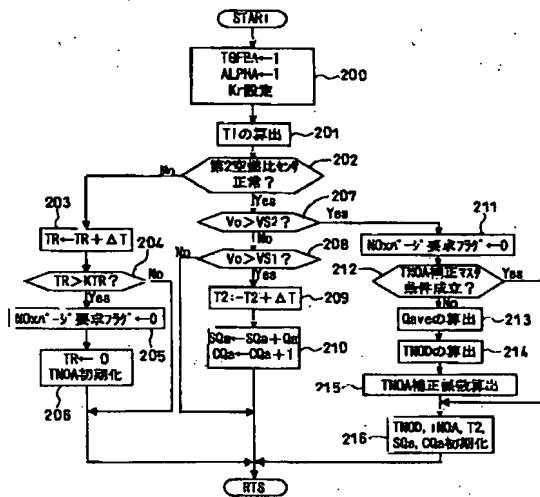 START
TGFBA←1
ALPHA←1
Kr設定
200
TIの算出
201
第2空燃比センサ
正常?
202
No
Yes
203
TR←TR+ΔT
207
Vo>VS2?
Yes
No
211
NOxパージ要求フラグ←0
204
TR>KTR?
No
Yes
208
Vo>VS1?
No
Yes
212
TNOA補正マスタ
条件成立?
Yes
No
NOxパージ要求フラグ←0
205
T2:-T2+ΔT
209
Qaveの算出
213
TR←0
TNOA初期化
206
SQa←SQa+Qa
CQa←CQa+1
210
TNODの算出
214
TNOA補正係数算出
215
TNOD, TNOA, T2,
SQa, CQa初期化
216
RTS